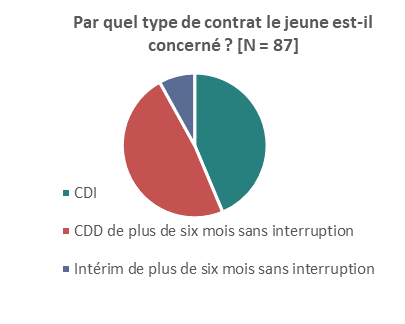 Par quel type de contrat le jeune est-il
concerné ? [N = 87]
CDI
CDD de plus de six mois sans interruption
Intérim de plus de six mois sans interruption